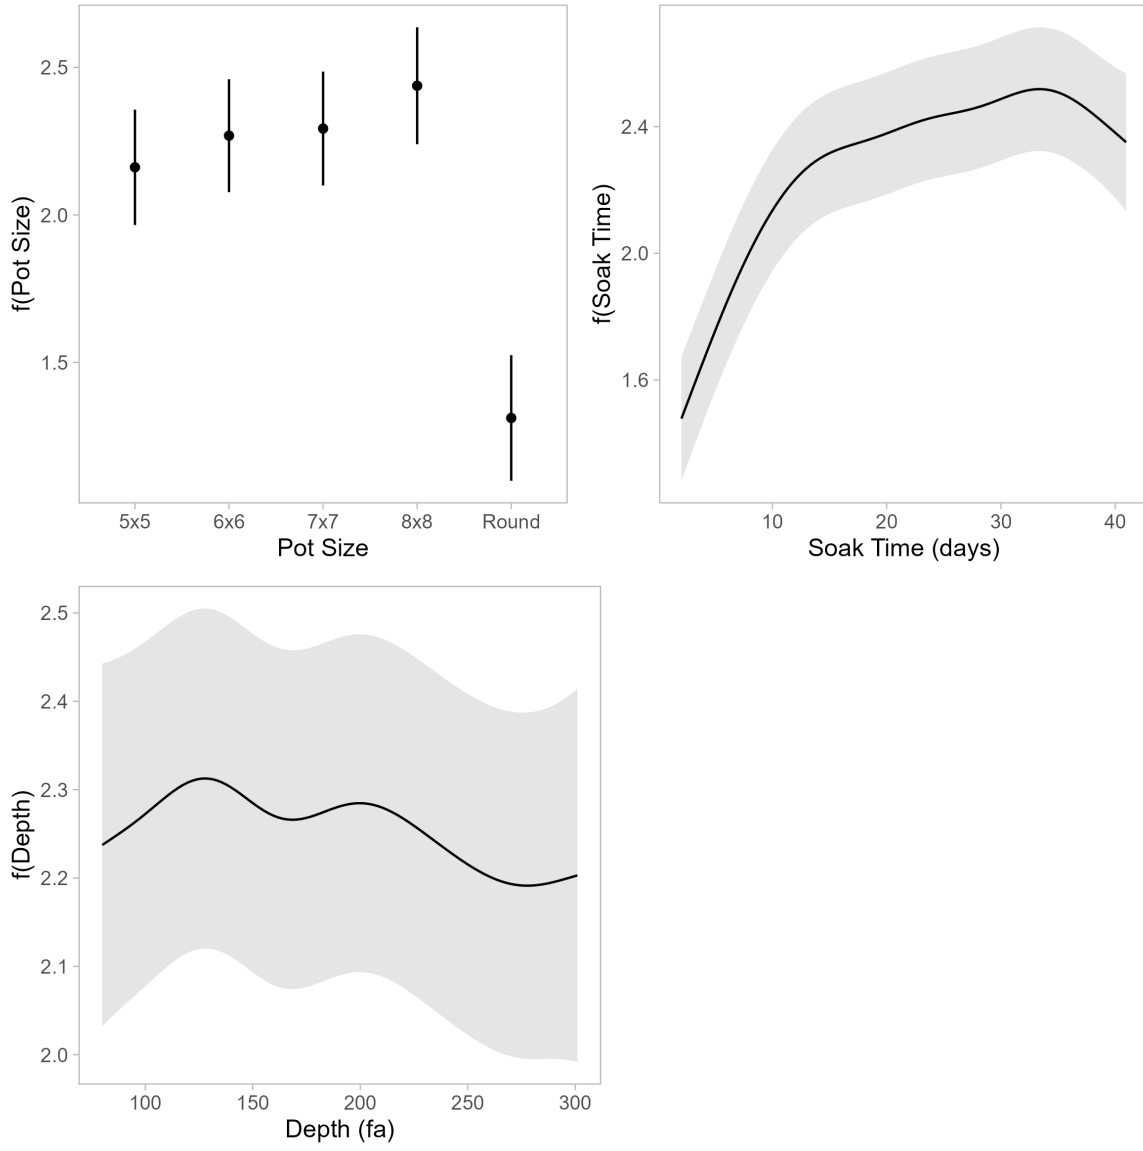 2.5
2.0
1.5
f(Pot Size)
5x5 6x6 7x7 8x8 Round
Pot Size
2.4
2.0
1.6
f(Soak Time)
10 20 30 40
Soak Time (days)
2.5
2.4
2.3
2.2
2.1
2.0
f(Depth)
100 150 200 250 300
Depth (fa)